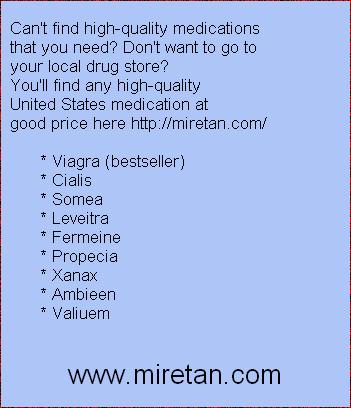 Can't find high-quality medications
that you need? Don't want to go to
your local drug store?
You'll find any high-quality
United States medication at
good price here http://miretan.com/
* Viagra (bestseller)
* Cialis
* Somea
* Leveitra
* Fermeine
* Propecia
* Xanax
* Ambieen
* Valiuem
www.miretan.com